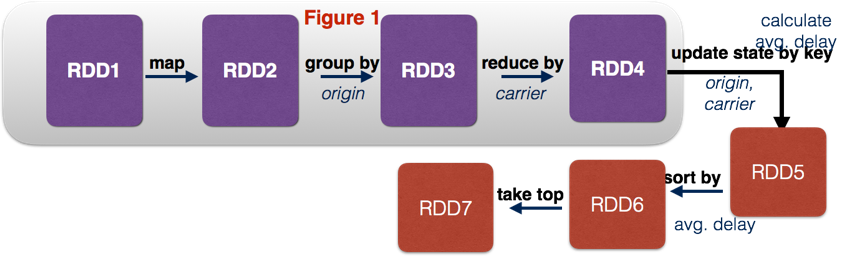 Figure 1
RDD1
map
RDD2
group by
origin
RDD3
reduce by
carrier
RDD4
calculate
avg. delay
update state by key
origin,
carrier
RDD5
sort by
avg. delay
RDD6
take top
RDD7